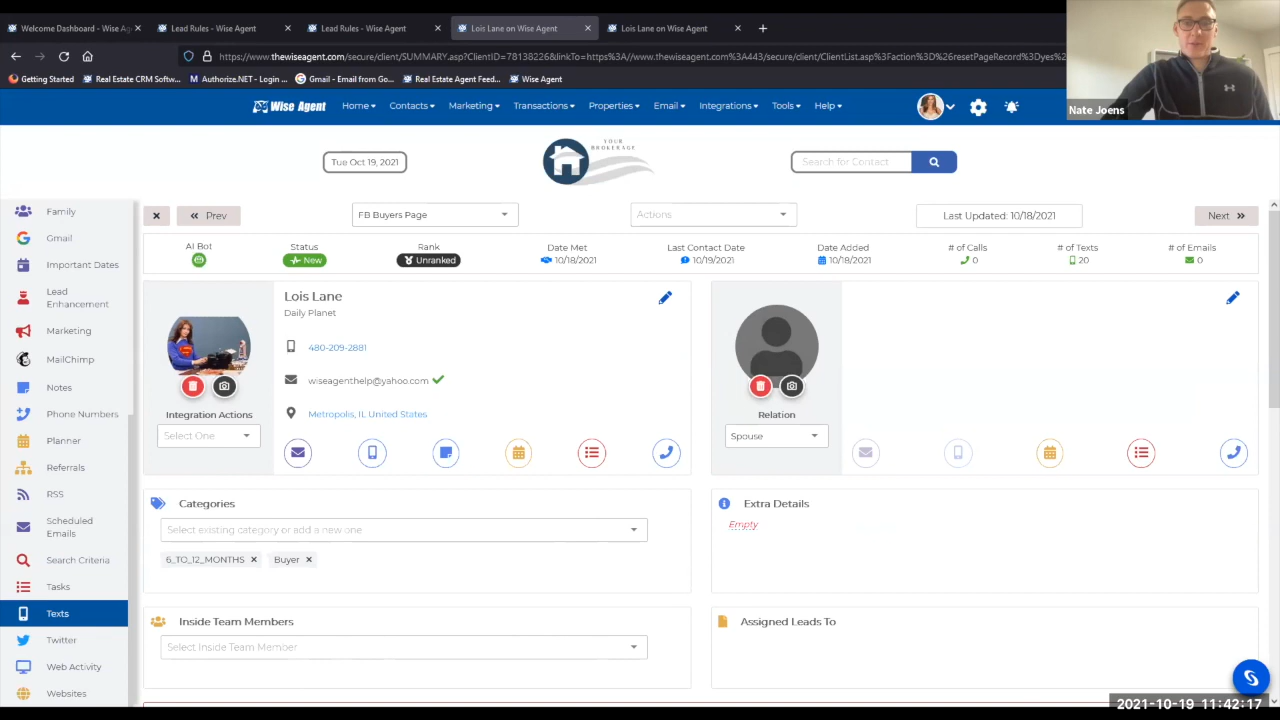 Welcome Dashboard - Wise Ag
Lead Rules - Wise Agent
Lead Rules - Wise Agent
Lois Lane on Wise Agent
Lois Lane on Wise Agent
https://www.thewiseagent.com/secure/client/SUMMARY.asp?ClientID=78138226&linkTo=https%3A//www.thewiseagent.com%3A443/secure/client/ClientList.asp%3Faction%3D%26resetPageRecord%3Dyes%
Getting Started
Real Estate CRM Softw...
Authorize.NET - Login ...
Gmail - Email from Go...
Real Estate Agent Feed...
Wise Agent
Nate Joens
Wise Agent
Home
Contacts
Marketing
Transactions
Properties
Email
Integrations
Tools
Help
Tue Oct 19, 2021
YOUR
BROKERAGE
Search for Contact
Family
Gmail
Important Dates
Lead
Enhancement
Marketing
MailChimp
Notes
Phone Numbers
Planner
Referrals
RSS
Scheduled
Emails
Search Criteria
Tasks
Texts
Twitter
Web Activity
Websites
Prev
FB Buyers Page
Actions
Last Updated: 10/18/2021
Next
AI Bot
Status
New
Rank
Unranked
Date Met
10/18/2021
Last Contact Date
10/19/2021
Date Added
10/18/2021
# of Calls
0
# of Texts
20
# of Emails
0
Lois Lane
Daily Planet
480-209-2881
wiseagenthelp@yahoo.com
Metropolis, IL United States
Integration Actions
Select One
Relation
Spouse
Categories
Select existing category or add a new one
6_TO_12_MONTHS
Buyer
Extra Details
Empty
Inside Team Members
Select Inside Team Member
Assigned Leads To
2021-10-19 11:42:17